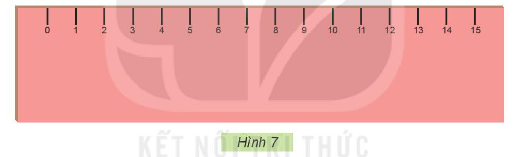 0 1 2 3 4 5 6 7 8 9 10 11 12 13 14 15
Hình 7
KẾT NỐI TRI THỨC